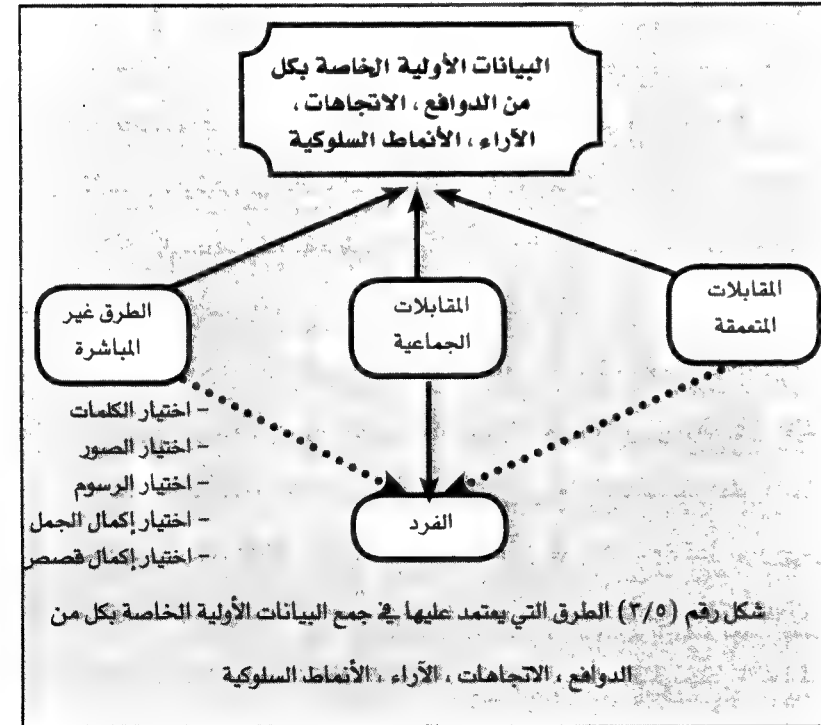 البيانات الأولية الخاصة بكل
من الدوافع ، الاتجاهات ،
الآراء ، الأنماط السلوكية
المقابلات
المتعمقة
المقابلات
الجماعية
الطرق غير
المباشرة
- اختيار الكلمات
- اختيار الصور
- اختيار الرسوم
- اختيار إكمال الجمل
- اختيار إكمال قصص
الفرد
شكل رقم (٣/٥) الطرق التي يعتمد عليها في جمع البيانات الأولية الخاصة بكل من
الدوافع ، الاتجاهات ، الآراء ، الأنماط السلوكية